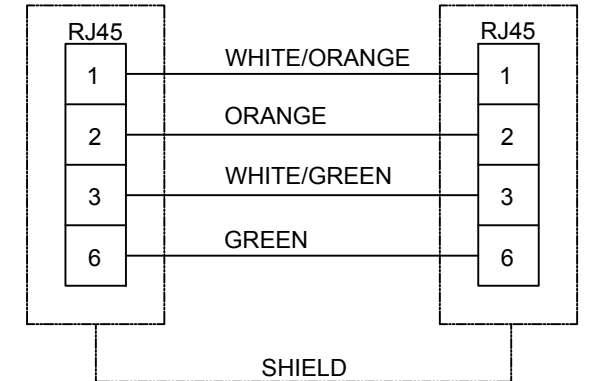 RJ45 RJ45
1 WHITE/ORANGE 1
2 ORANGE 2
3 WHITE/GREEN 3
6 GREEN 6
SHIELD